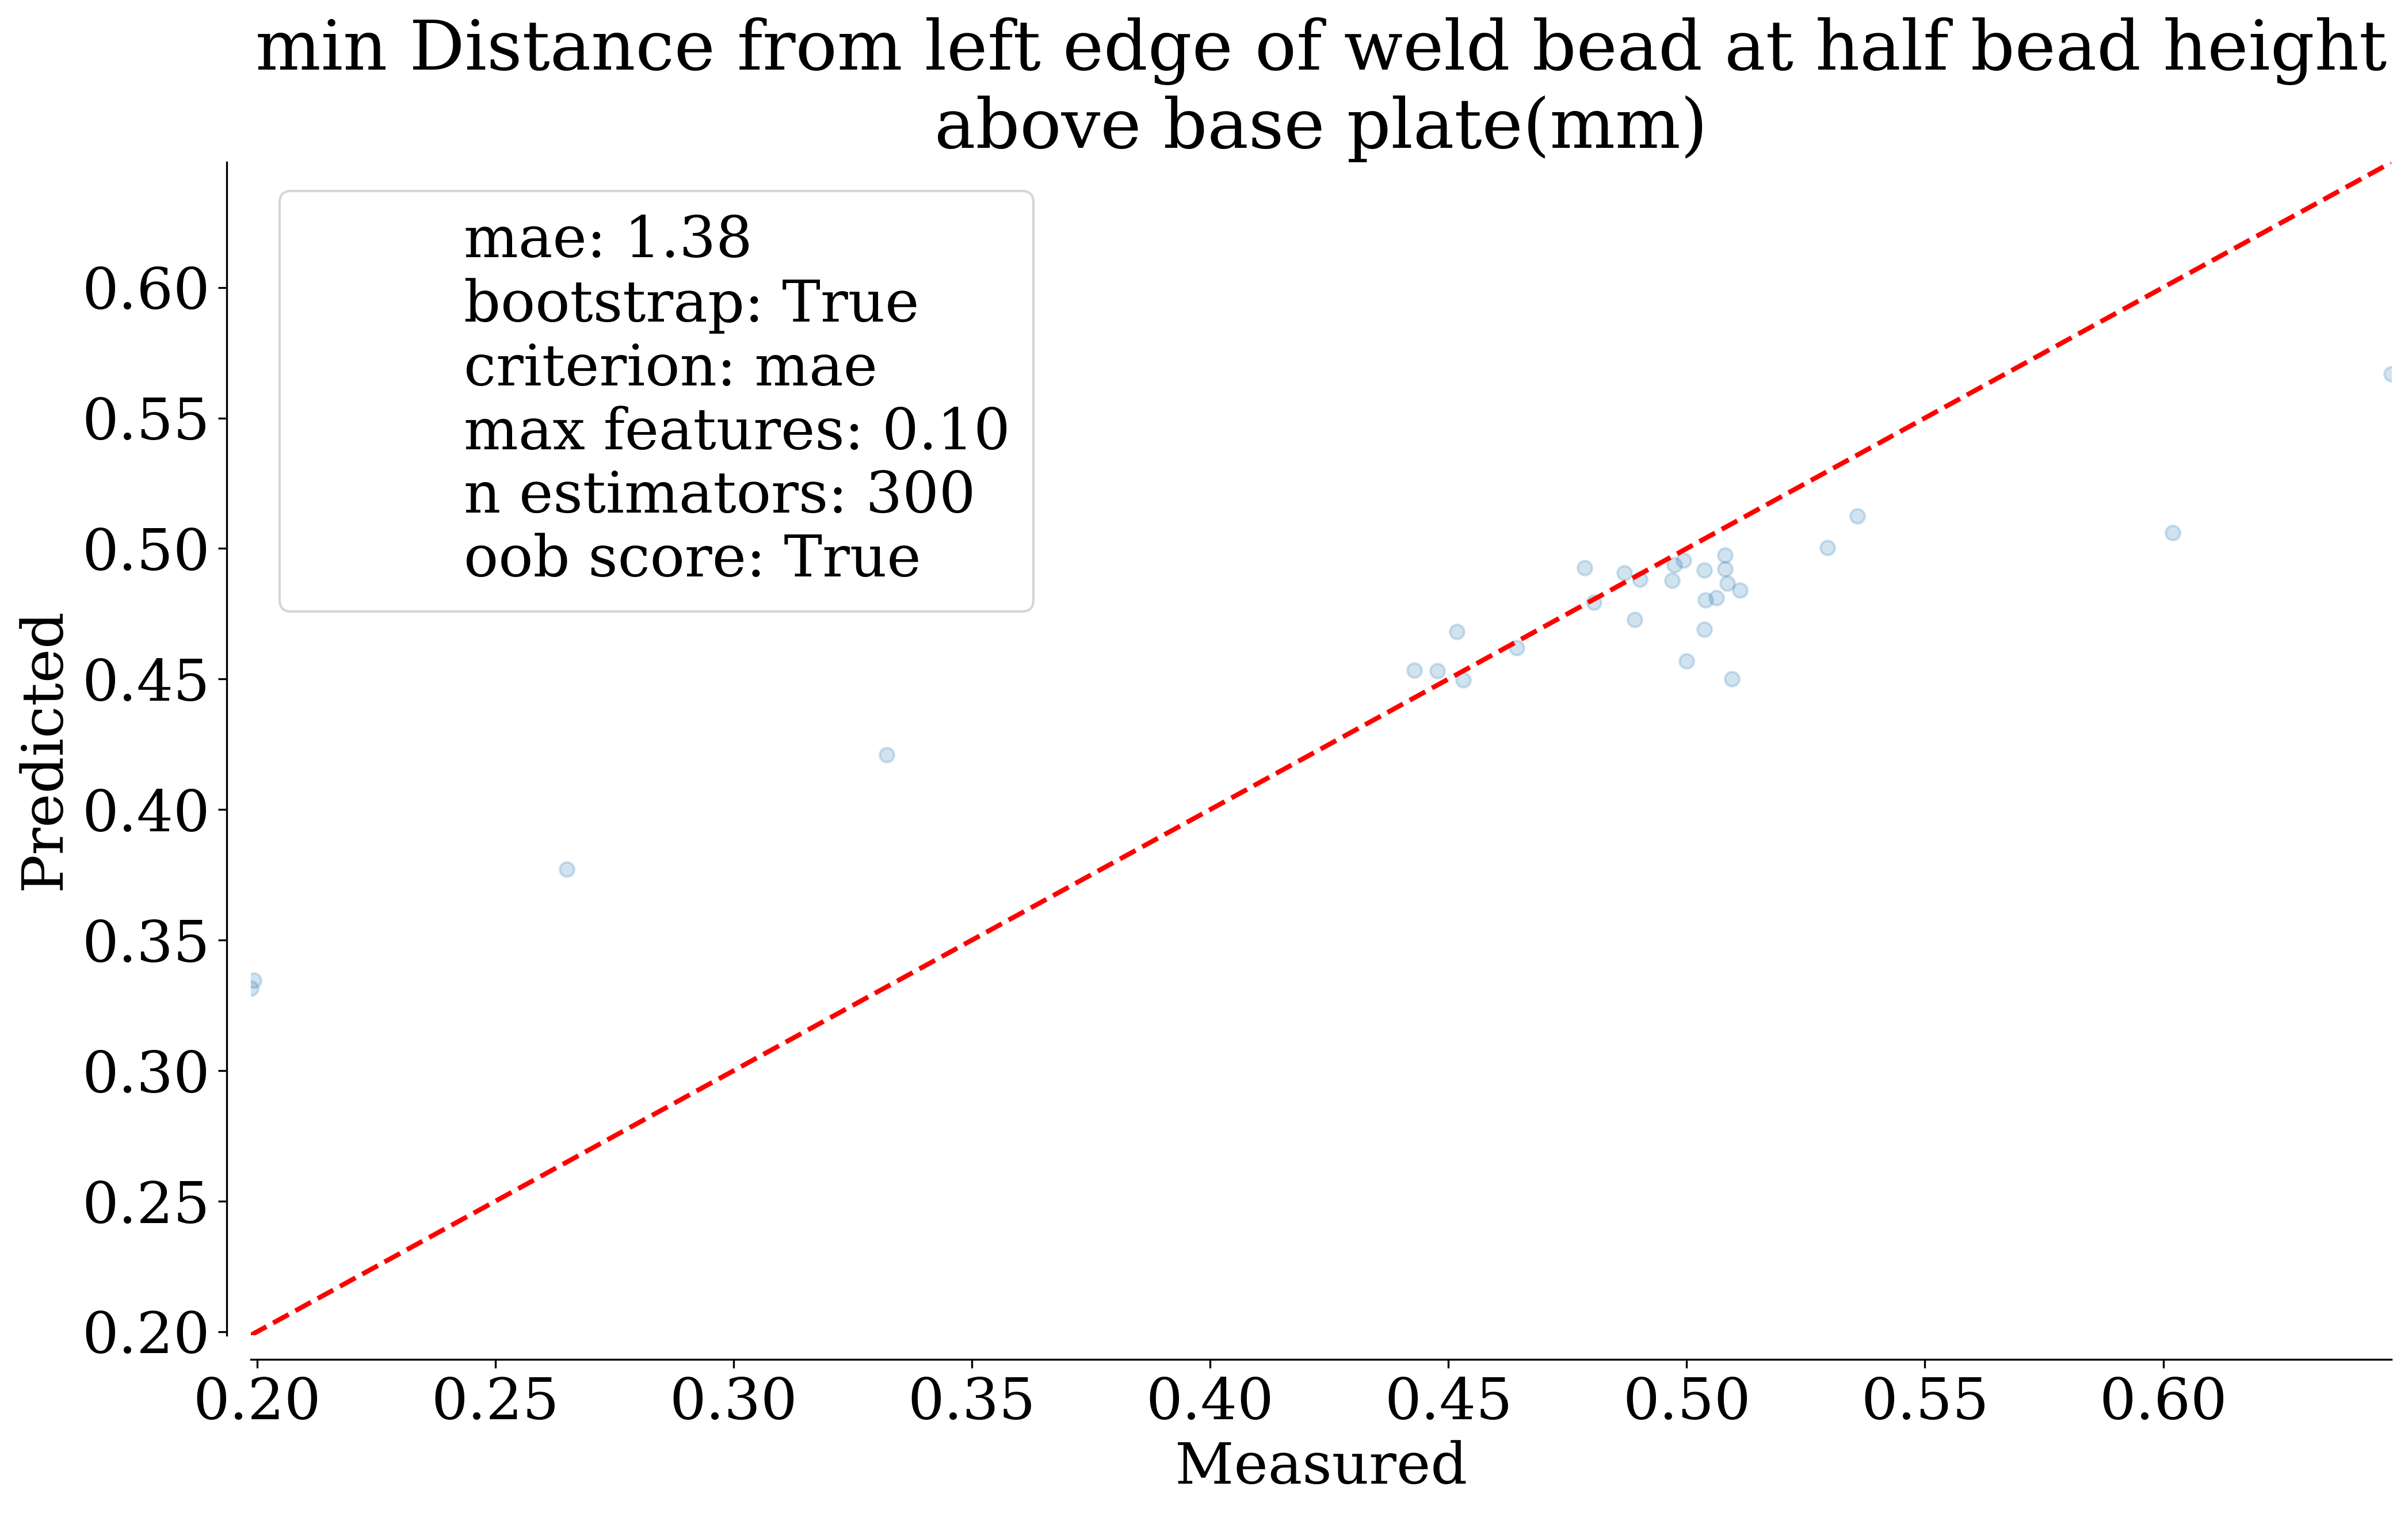 min Distance from left edge of weld bead at half bead height
above base plate(mm)
mae: 1.38
bootstrap: True
criterion: mae
max features: 0.10
n estimators: 300
oob score: True
Predicted
0.60
0.55
0.50
0.45
0.40
0.35
0.30
0.25
0.20
0.20 0.25 0.30 0.35 0.40 0.45 0.50 0.55 0.60
Measured